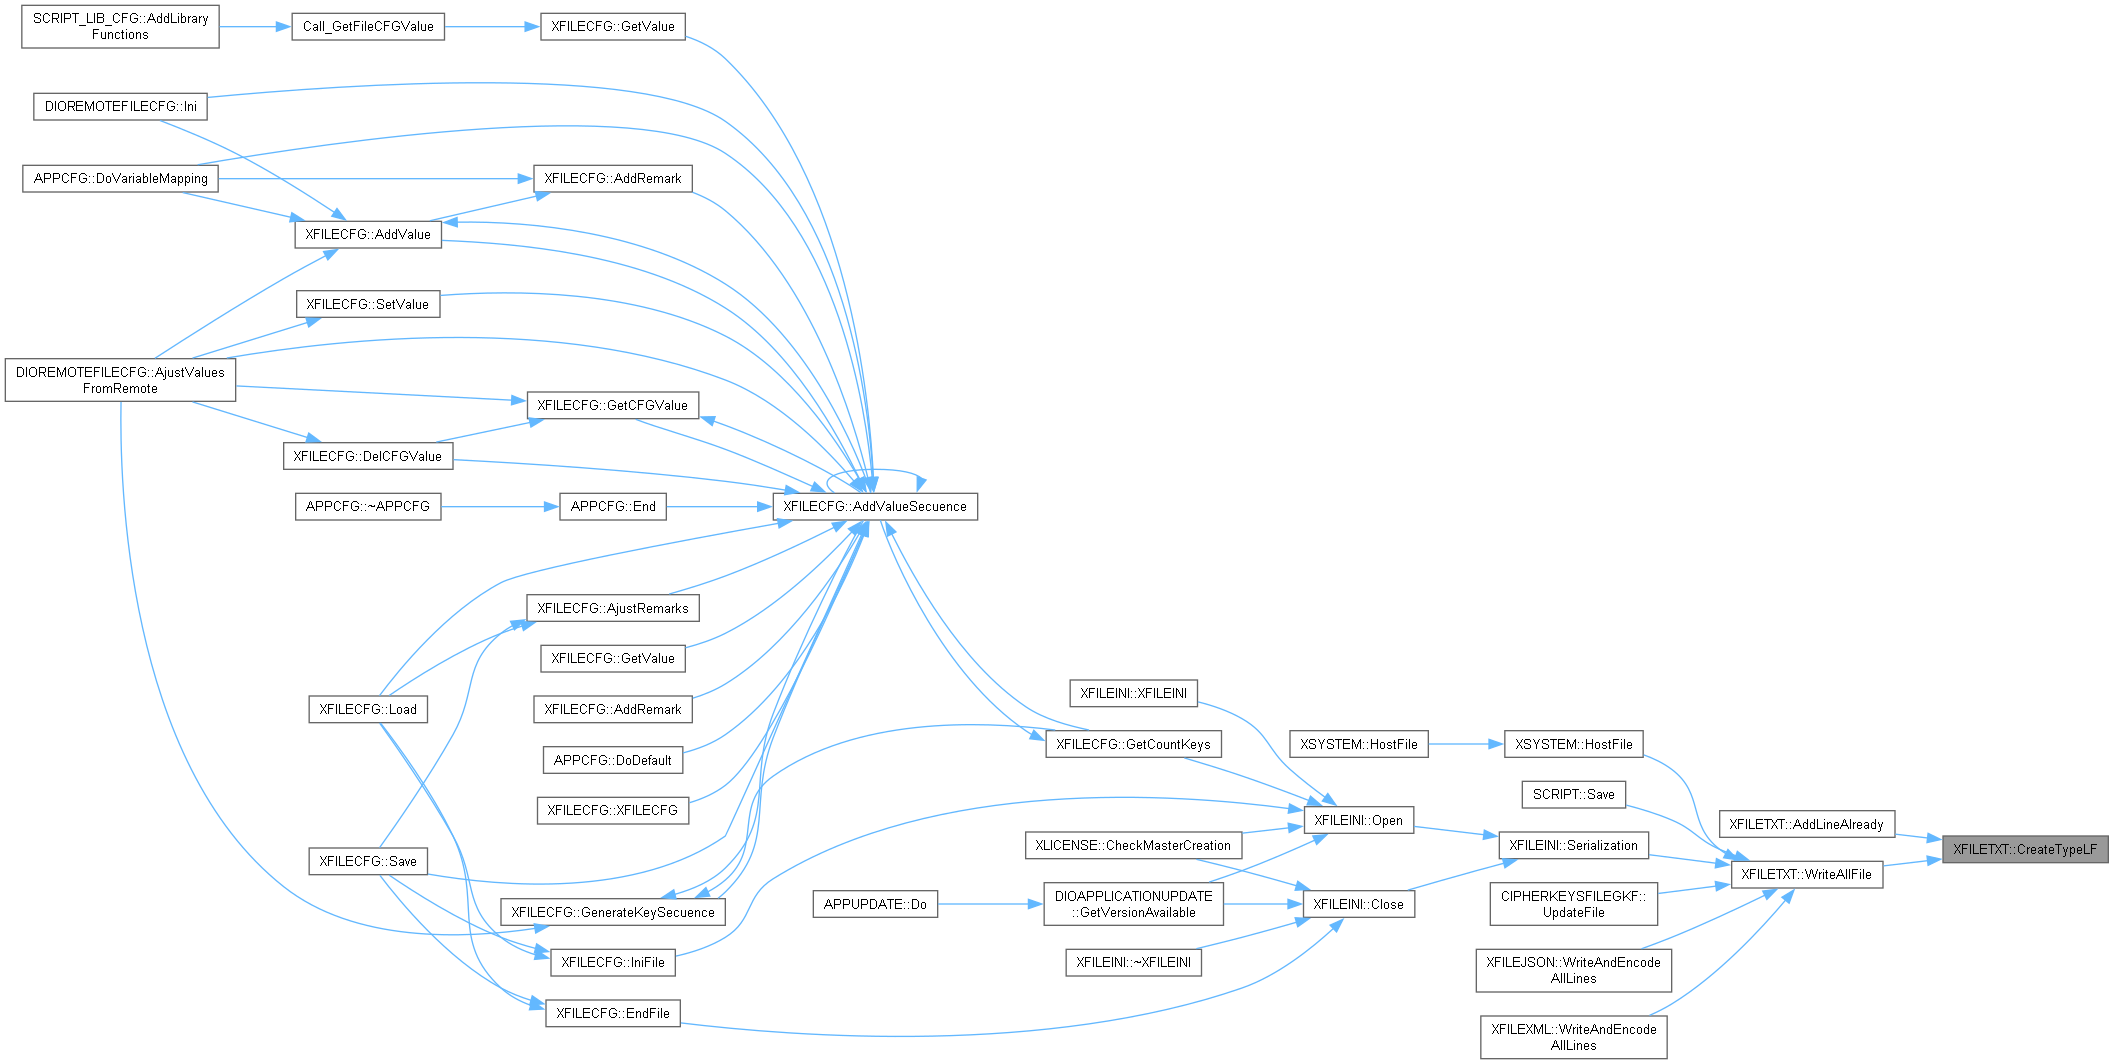 SCRIPT_LIB_CFG::AddLibrary
Functions
Call_GetFileCFGValue
XFILECFG::GetValue
DIOREMOTEFILECFG::Ini
APPCFG::DoVariableMapping
XFILECFG::AddRemark
XFILECFG::AddValue
XFILECFG::SetValue
DIOREMOTEFILECFG::AjustValues
FromRemote
XFILECFG::GetCFGValue
XFILECFG::DelCFGValue
APPCFG::~APPCFG
APPCFG::End
XFILECFG::AddValueSecuence
XFILECFG::AjustRemarks
XFILECFG::GetValue
XFILECFG::Load
XFILECFG::AddRemark
APPCFG::DoDefault
XFILECFG::XFILECFG
XFILECFG::Save
XFILECFG::GenerateKeySecuence
XFILECFG::IniFile
XFILECFG::EndFile
XFILEINI::XFILEINI
XFILECFG::GetCountKeys
XLICENSE::CheckMasterCreation
APPUPDATE::Do
DIOAPPLICATIONUPDATE
::GetVersionAvailable
XFILEINI::~XFILEINI
XSYSTEM::HostFile
XFILEINI::Open
XFILEINI::Close
XSYSTEM::HostFile
SCRIPT::Save
XFILEINI::Serialization
CIPHERKEYSFILEGKF::
UpdateFile
XFILEJSON::WriteAndEncode
AllLines
XFILEXML::WriteAndEncode
AllLines
XFILETXT::AddLineAlready
XFILETXT::WriteAllFile
XFILETXT::CreateTypeLF